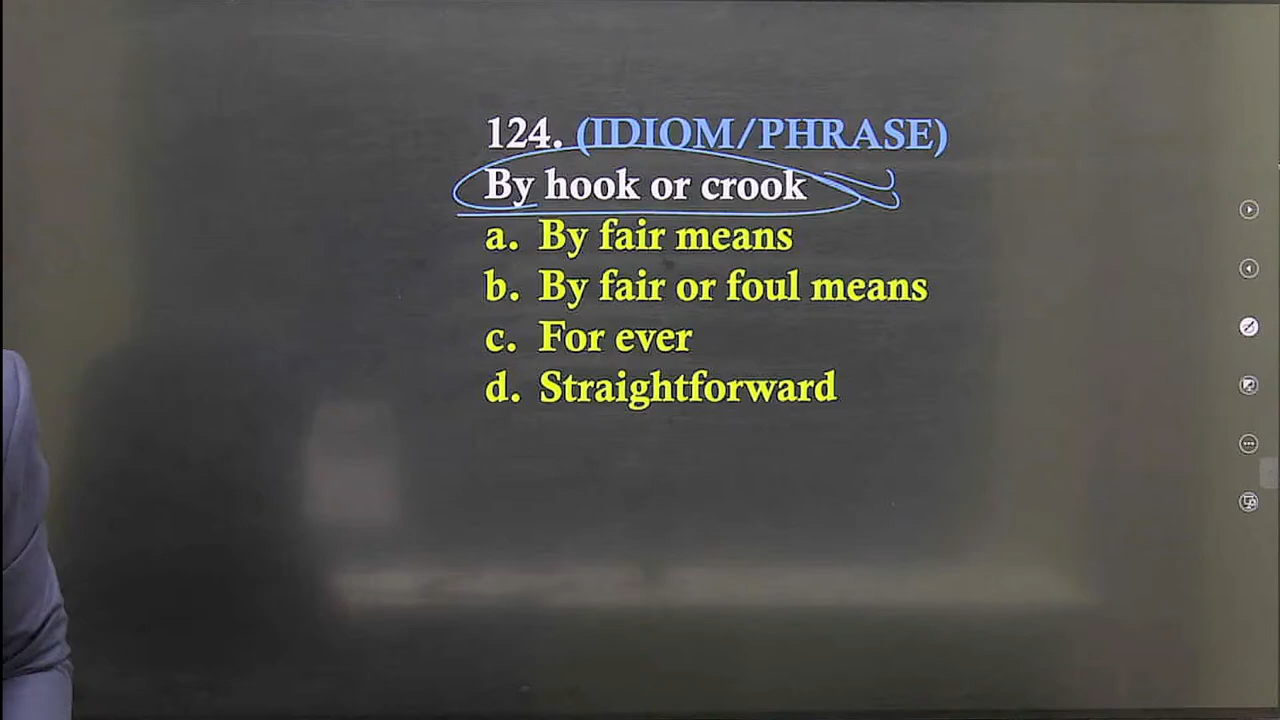 124. (IDIOM/PHRASE)
By hook or crook
a. By fair means
b. By fair or foul means
c. For ever
d. Straightforward